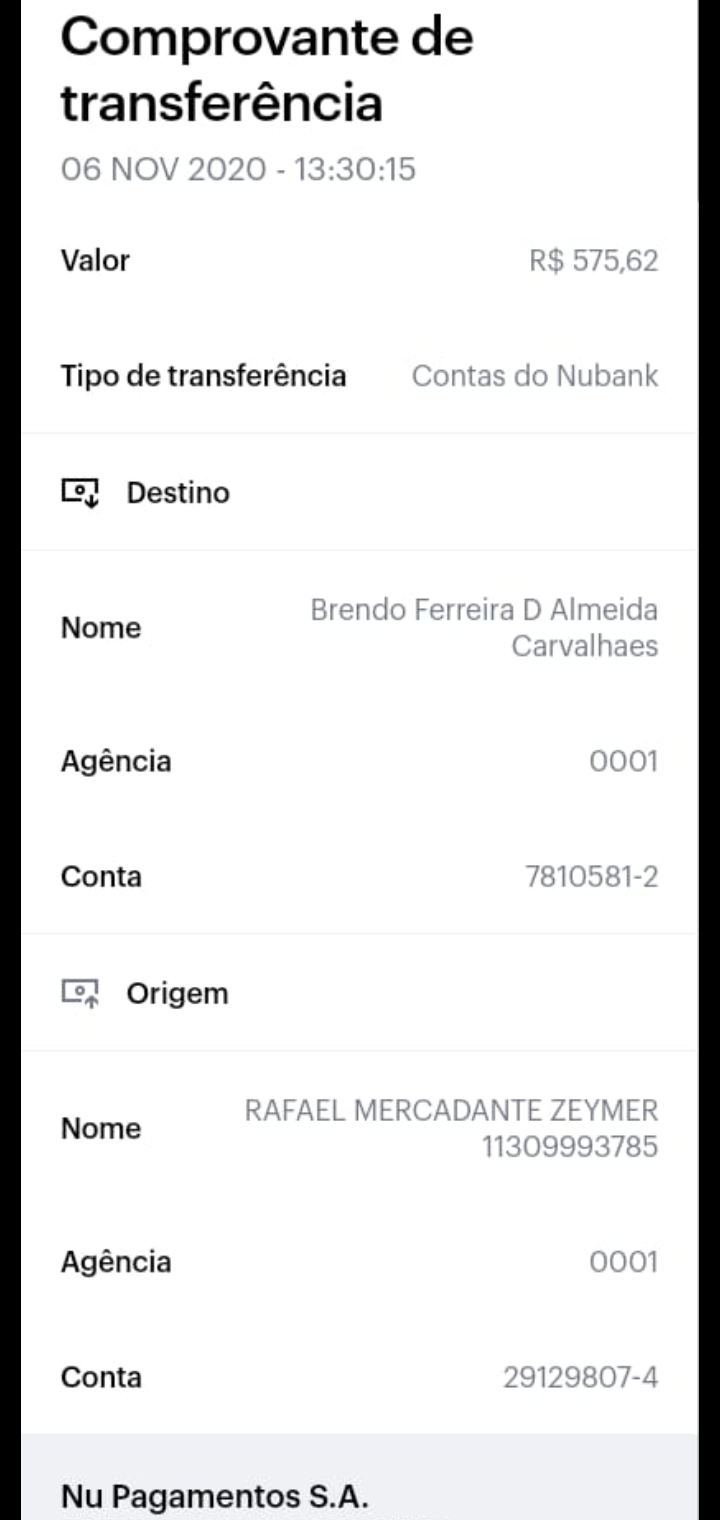 Comprovante de
transferência
06 NOV 2020 - 13:30:15
Valor R$ 575,62
Tipo de transferência Contas do Nubank
Destino
Nome Brendo Ferreira D Almeida
Carvalhaes
Agência 0001
Conta 7810581-2
Origem
Nome RAFAEL MERCADANTE ZEYMER
11309993785
Agência 0001
Conta 29129807-4
Nu Pagamentos S.A.